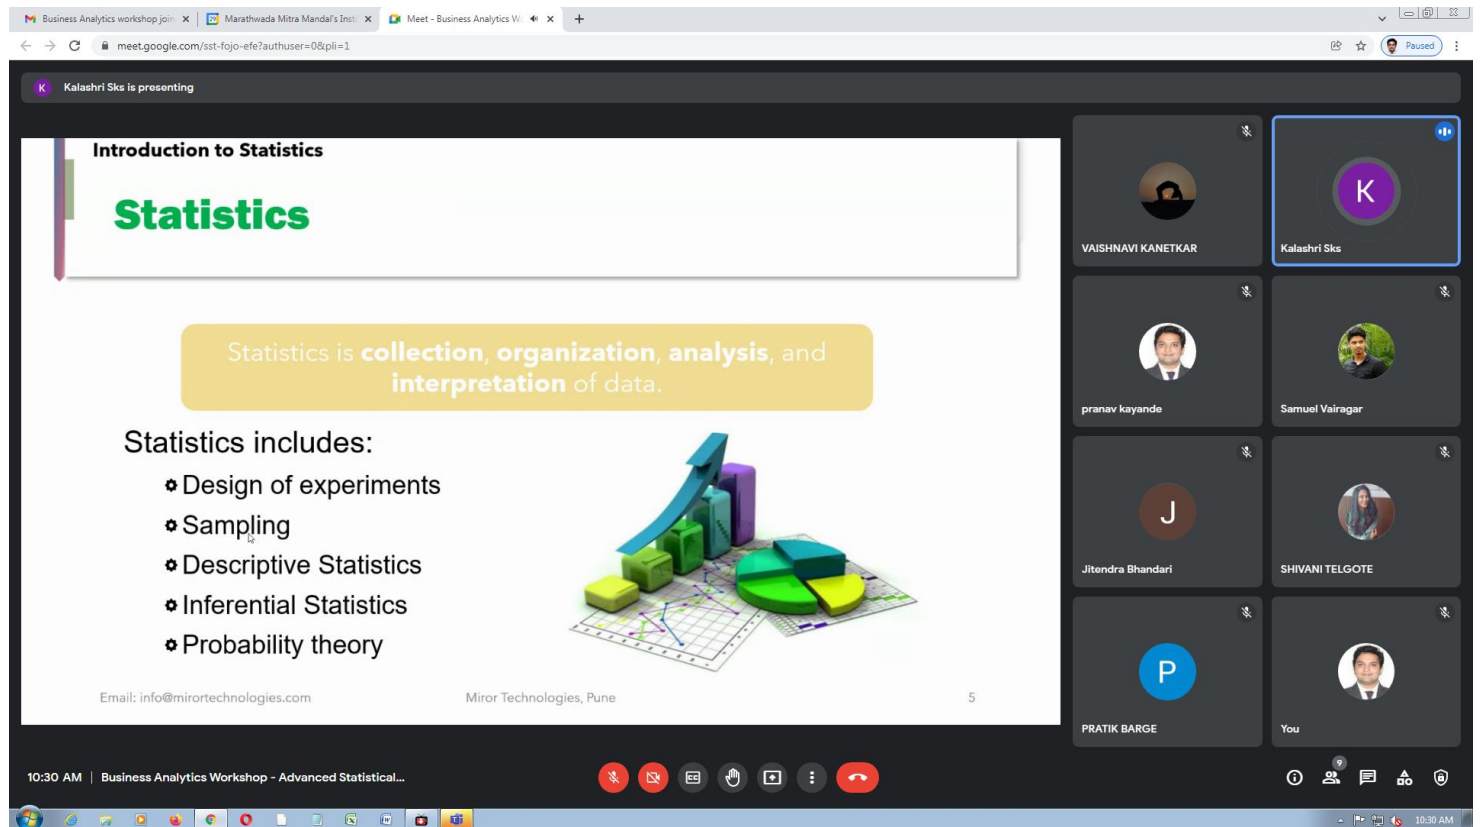 Business Analytics workshop join
Marathwada Mitra Mandal's Inst
Meet - Business Analytics W
meet.google.com/sst-fojo-efe?authuser=0&pli=1
Paused
K
Kalashri Sks is presenting
Introduction to Statistics
Statistics
Statistics is collection, organization, analysis, and
interpretation of data.
Statistics includes:
Design of experiments
Sampling
Descriptive Statistics
Inferential Statistics
Probability theory
Email: info@mirortechnologies.com
Miror Technologies, Pune
5
VAISHNAVI KANETKAR
K
Kalashri Sks
pranav kayande
Samuel Vairagar
J
Jitendra Bhandari
SHIVANI TELGOTE
P
PRATIK BARGE
You
10:30 AM | Business Analytics Workshop - Advanced Statistical...
CC
9
10:30 AM